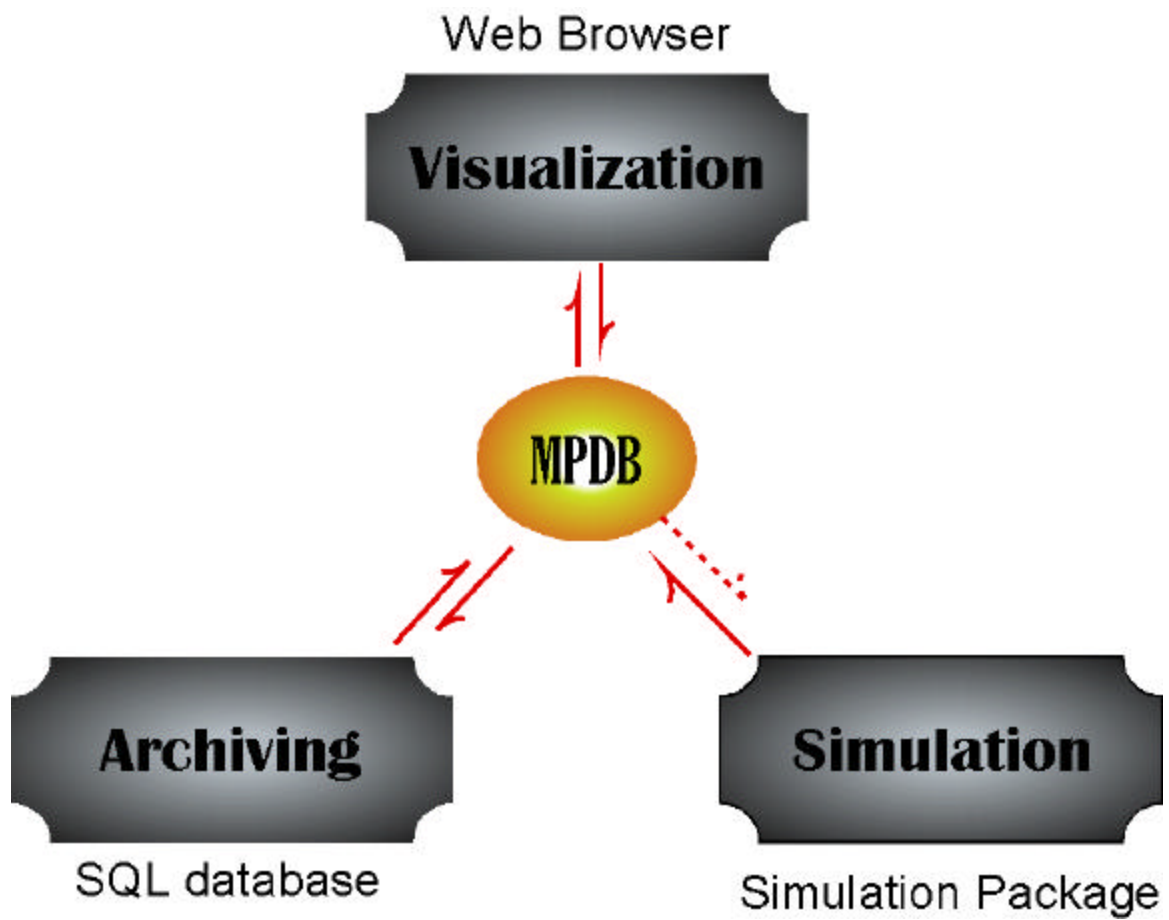 Web Browser
Visualization
MPDB
Archiving
Simulation
SQL database
Simulation Package